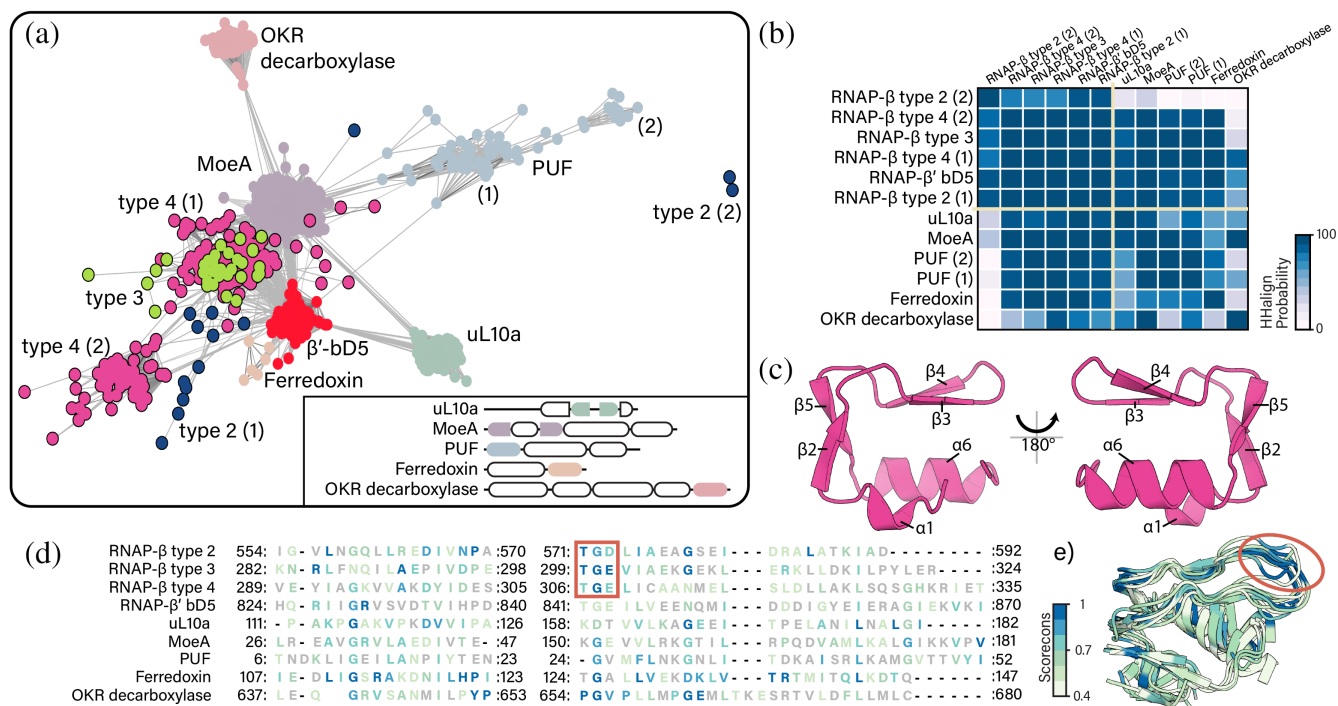 (a)
OKR
decarboxylase
(2)
MoeA
PUF
(1)
type 4 (1)
type 2 (2)
type 3
uL10a
type 4 (2)
β′-bD5
Ferredoxin
type 2 (1)
uL10a
MoeA
PUF
Ferredoxin
OKR decarboxylase
(b)
RNAP-β type 2 (2)
RNAP-β type 4 (2)
RNAP-β type 3
RNAP-β type 4 (1)
RNAP-β′ bD5
RNAP-β type 2 (1)
uL10a
MoeA
PUF (2)
PUF (1)
Ferredoxin
OKR decarboxylase
RNAP-β type 2 (2)
RNAP-β type 4 (2)
RNAP-β type 3
RNAP-β type 4 (1)
RNAP-β′ bD5
RNAP-β type 2 (1)
uL10a
MoeA
PUF (2)
PUF (1)
Ferredoxin
OKR decarboxylase
HHalign
Probability
100
0
(c)
β4
β5
β3
β2
α6
α1
180°
β4
β3
β5
α6
β2
α1
(d)
RNAP-β type 2 554: IG-VLNGQLLREDIVNPA :570 571: TGDLIAEAGSEI---DRALATKIAD--------- :592
RNAP-β type 3 282: KN-RLFNQILAEPIVDPE :298 299: TGEVIAEKGEKL---DRKLLDKILPYLER----- :324
RNAP-β type 4 289: VE-YIAGKVVAKDYIDES :305 306: TGELICAANMEL---SLDLLAKLSQSGHKRIET :335
RNAP-β′ bD5 824: HQ-RIIGRVSVDTVIHPD :840 841: TGEILVEENQMI---DDDIGYEIERAGIEKVKI :870
uL10a 111: -PAKPGAKVPKDVVIPA :126 158: KDTLVLKAGEEI---TPELANILNALGI------ :182
MoeA 26: LR-EAVGRVLAEDIVTE- :47 150: KGEVVLRKGTIL---RPQDVAMLKALGIKKVPV :181
PUF 6: TNDKLIGEILANPIYTEN :23 24: -GVMFLNKGNLI---TDKAISRLKAMGVTTVYI :52
Ferredoxin 107: IE-DLIGSRAKDNILHPI :123 124: TGALLVEKDKLV---TRTMITQLKDTQ------- :147
OKR decarboxylase 637: LE-QGRVSANMILPYP :653 654: PGVPLLMPGEMLTKESRTVLDFLLMLC------- :680
e)
Scorecons
1
0.7
0.4